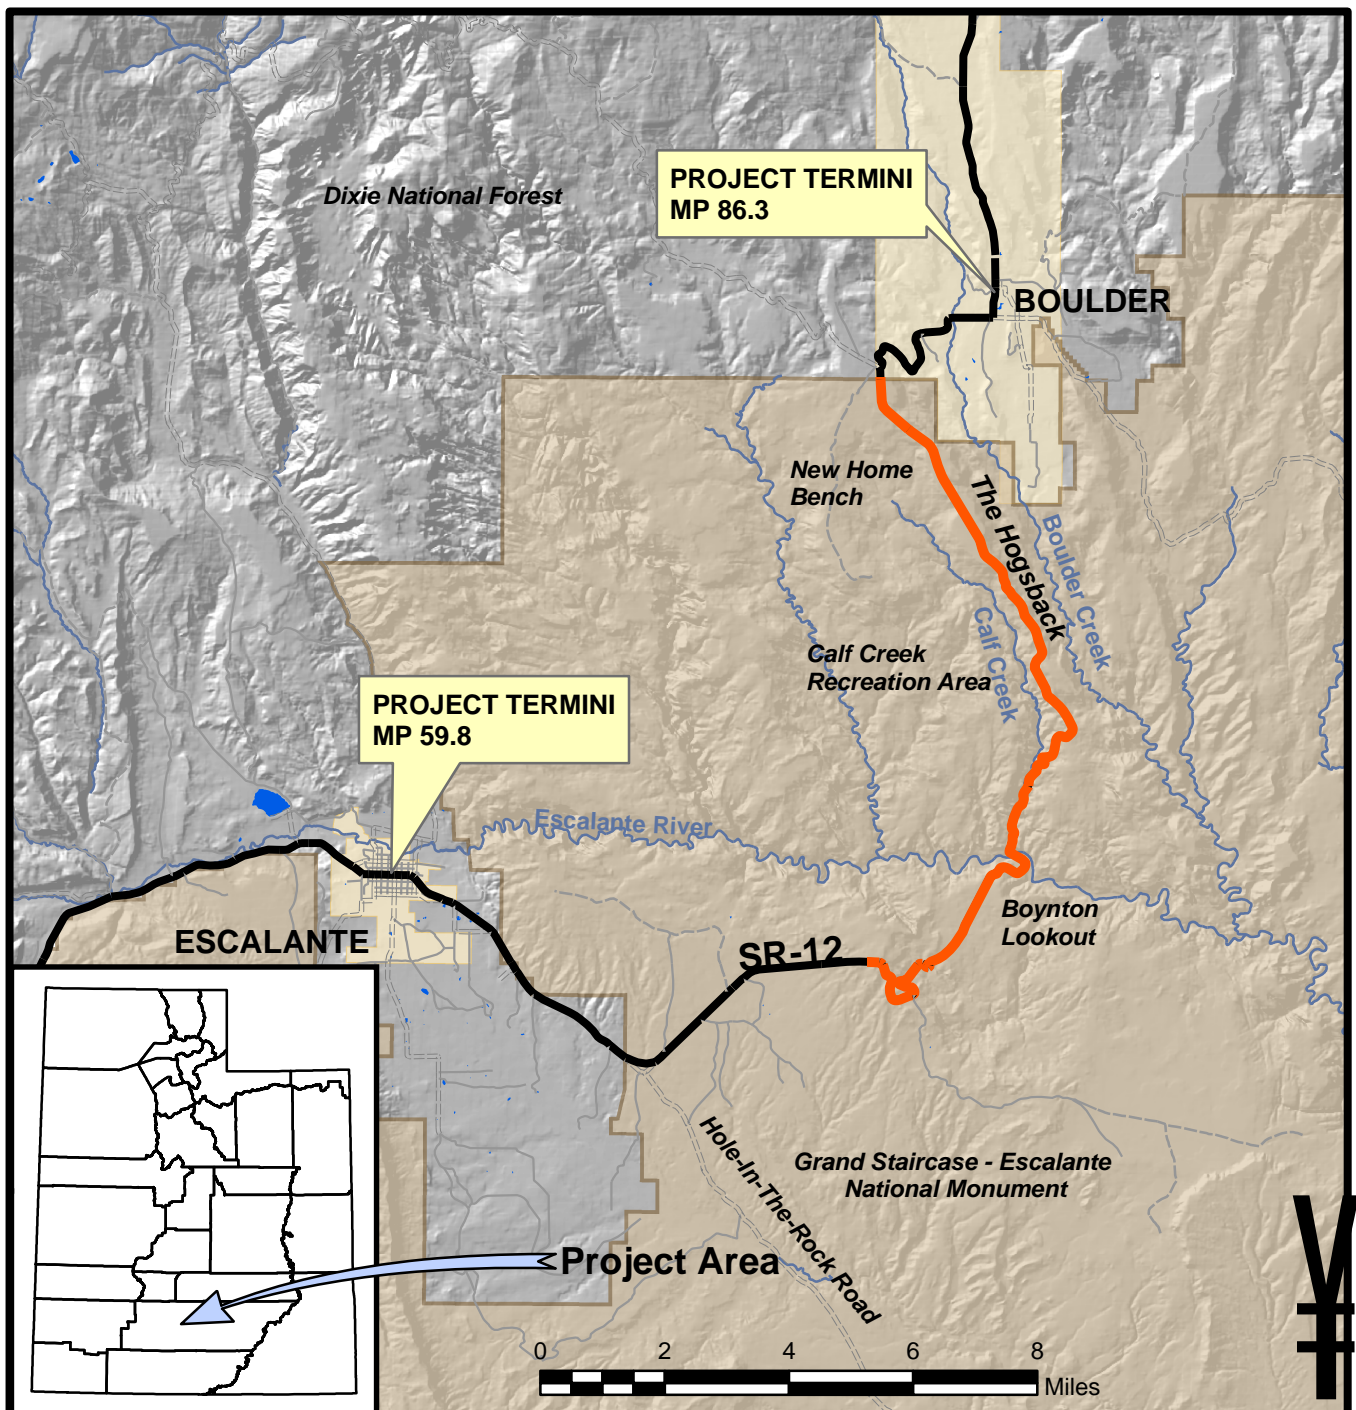 Dixie National Forest
PROJECT TERMINI
MP 86.3
BOULDER
New Home
Bench
The Hogsback
Boulder Creek
Calf Creek
Calf Creek
Recreation Area
PROJECT TERMINI
MP 59.8
Escalante River
Boynton
Lookout
ESCALANTE
SR-12
Hole-In-The-Rock Road
Grand Staircase - Escalante
National Monument
Project Area
0 2 4 6 8
Miles
¥